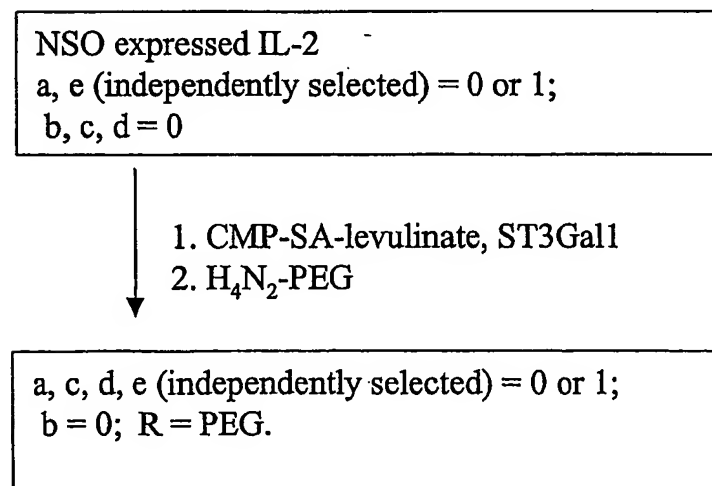 NSO expressed IL-2
a, e (independently selected) = 0 or 1;
b, c, d = 0
1. CMP-SA-levulinate, ST3Gal1
2. H₄N₂-PEG
a, c, d, e (independently selected) = 0 or 1;
b = 0; R = PEG.